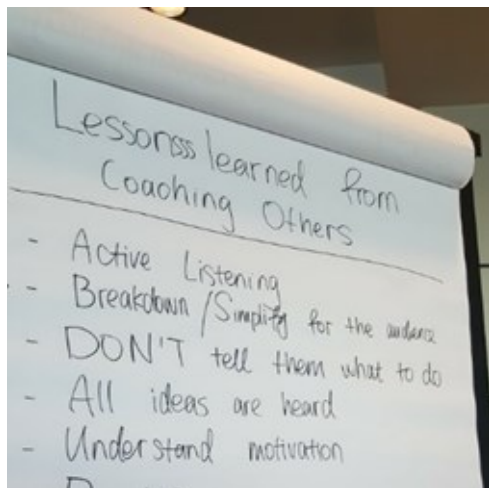 Lessonsss learned from
Coaching Others
- Active Listening
- Breakdown / Simplify for the audience
- DON'T tell them what to do
- All ideas are heard
- Understand motivation